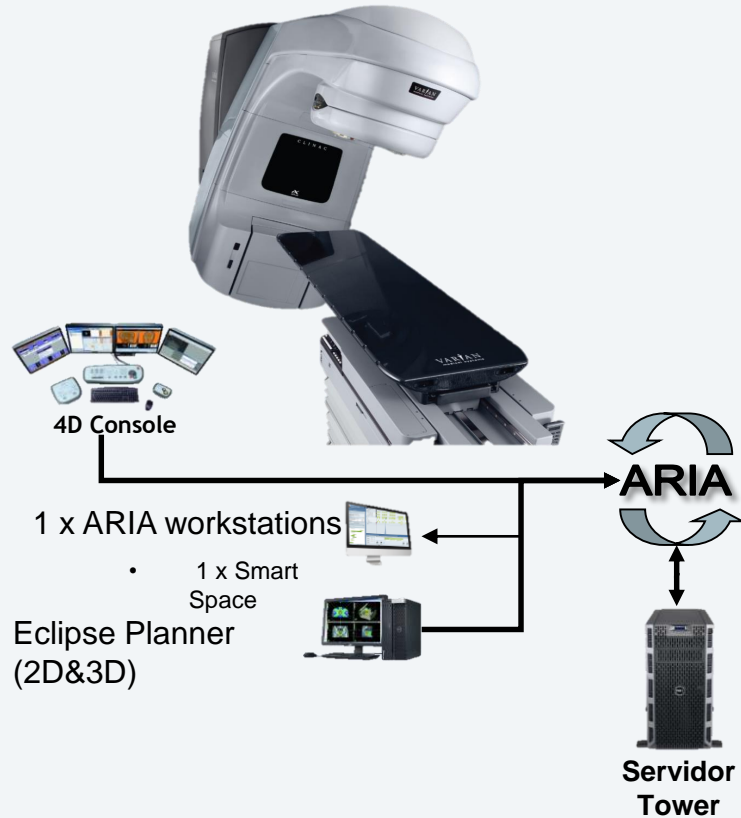 VARIAN
CLINAC
VARIAN
4D Console
ARIA
1 x ARIA workstations
• 1 x Smart
Space
Eclipse Planner
(2D&3D)
Servidor
Tower